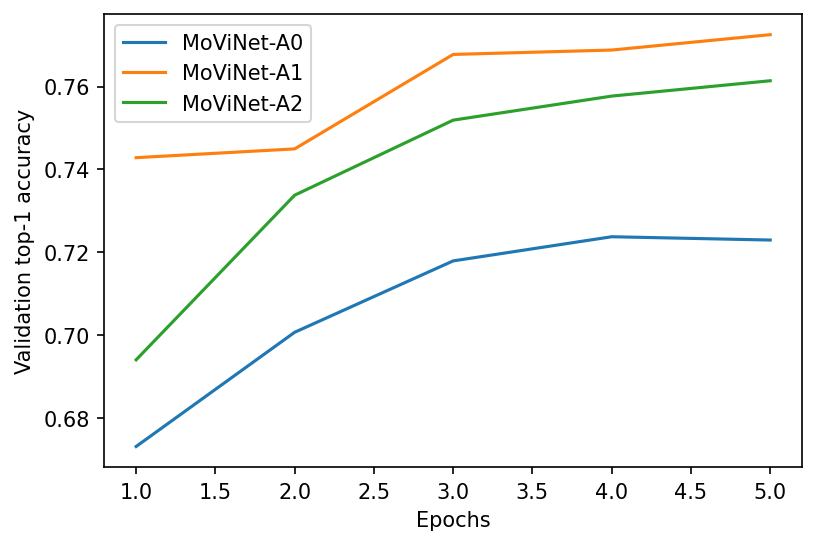 MoViNet-A0
MoViNet-A1
MoViNet-A2
Validation top-1 accuracy
0.76
0.74
0.72
0.70
0.68
1.0 1.5 2.0 2.5 3.0 3.5 4.0 4.5 5.0
Epochs